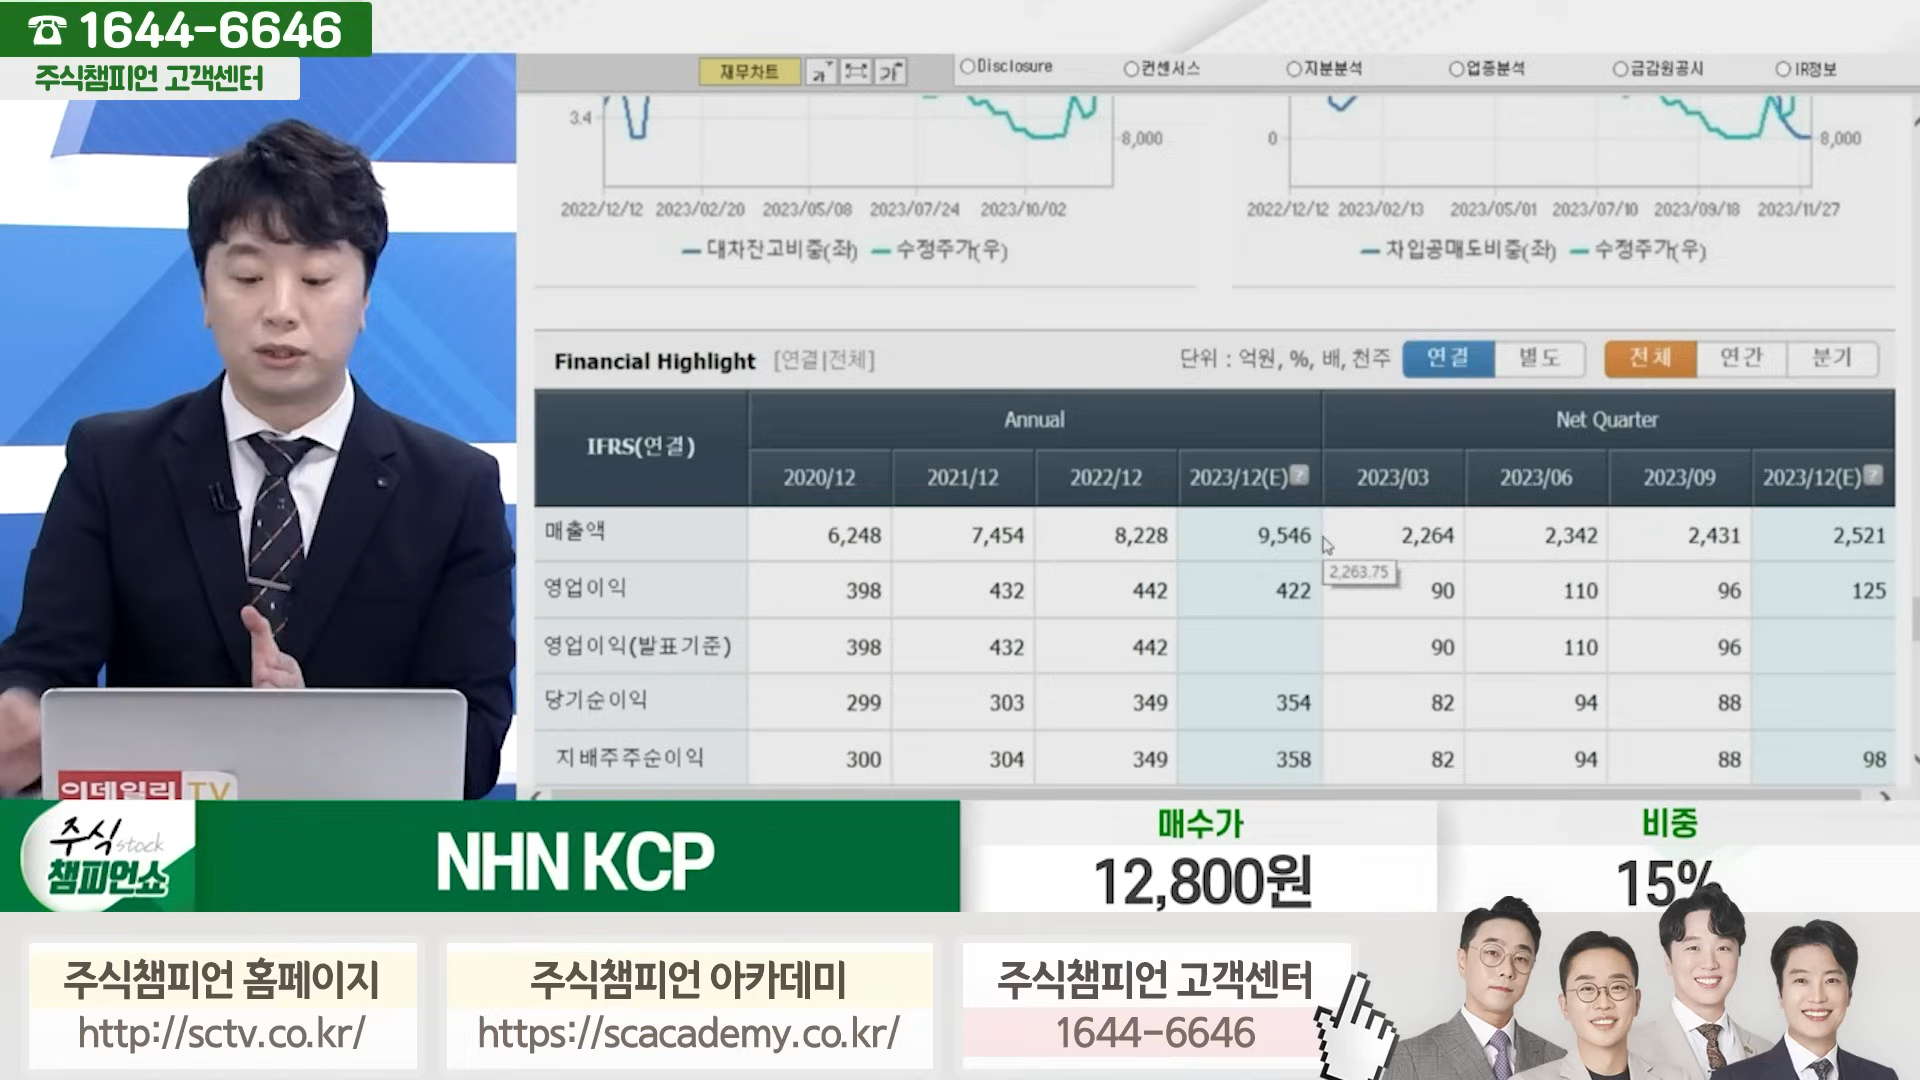 ☎ 1644-6646
주식챔피언 고객센터
재무차트 가 가 Disclosure 컨센서스 지분분석 업종분석 금감원공시 IR정보
3.4 8,000 0 8,000
2022/12/12 2023/02/20 2023/05/08 2023/07/24 2023/10/02
2022/12/12 2023/02/13 2023/05/01 2023/07/10 2023/09/18 2023/11/27
대차잔고비중(좌) 수정주가(우)
차입공매도비중(좌) 수정주가(우)
Financial Highlight [연결|전체] 단위 : 억원, %, 배, 천주 연결 별도 전체 연간 분기
IFRS(연결) Annual Net Quarter
2020/12 2021/12 2022/12 2023/12(E) ? 2023/03 2023/06 2023/09 2023/12(E) ?
매출액 6,248 7,454 8,228 9,546 2,264 2,342 2,431 2,521
2,263.75
영업이익 398 432 442 422 90 110 96 125
영업이익(발표기준) 398 432 442 90 110 96
당기순이익 299 303 349 354 82 94 88
지배주주순이익 300 304 349 358 82 94 88 98
이데일리 TV
주식 stock
챔피언쇼
NHN KCP
매수가
12,800원
비중
15%
주식챔피언 홈페이지
http://sctv.co.kr/
주식챔피언 아카데미
https://scacademy.co.kr/
주식챔피언 고객센터
1644-6646